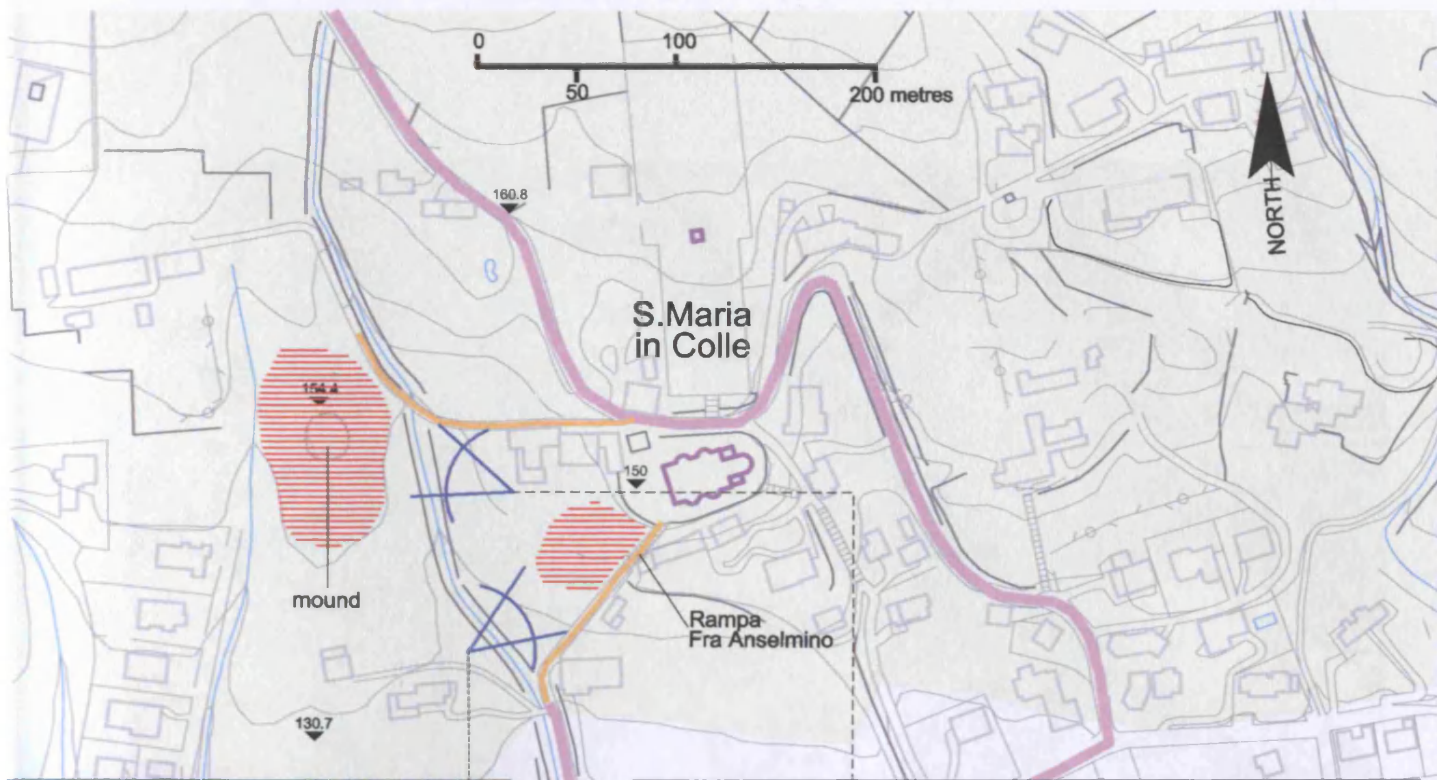 0
100
50
200 metres
NORTH
160.8
S.Maria
in Colle
154.4
150
mound
Rampa
Fra Anselmino
130.7